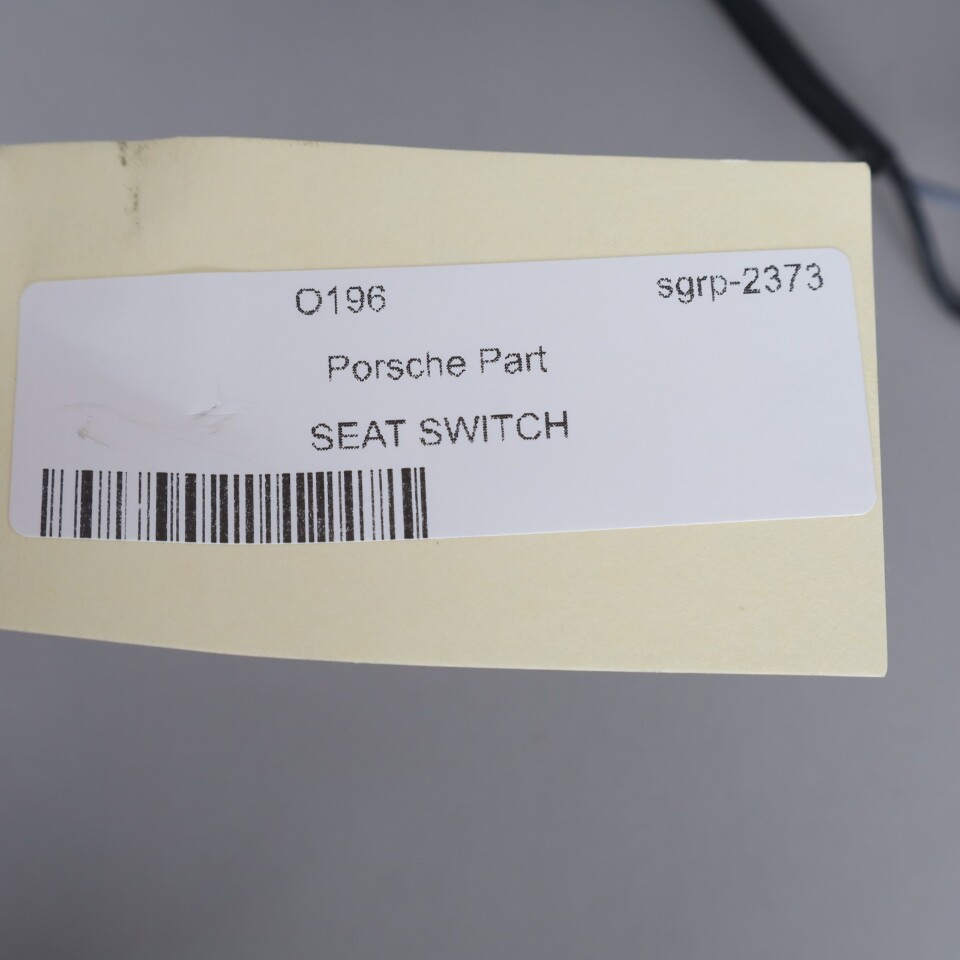 O196 sgrp-2373
Porsche Part
SEAT SWITCH